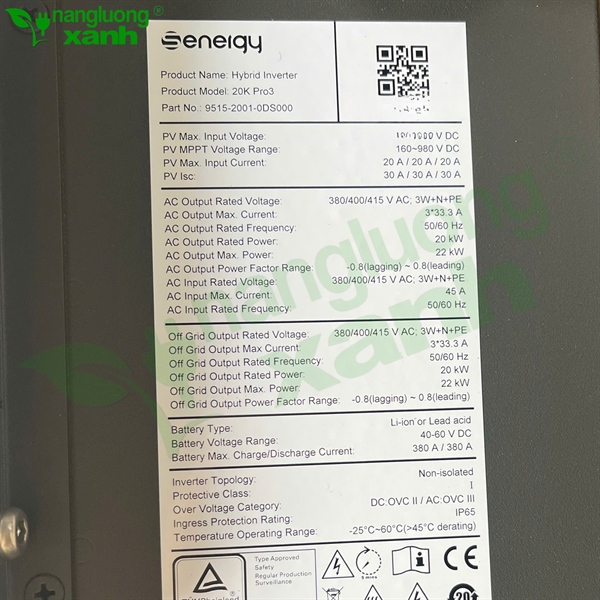 nangluong
xanh
Senergy
Product Name: Hybrid Inverter
Product Model: 20K Pro3
Part No.: 9515-2001-0DS000
PV Max. Input Voltage: V DC
PV MPPT Voltage Range: 160~980 V DC
PV Max. Input Current: 20 A / 20 A / 20 A
PV Isc: 30 A / 30 A / 30 A
AC Output Rated Voltage: 380/400/415 V AC; 3W+N+PE
AC Output Max. Current: 3*33.3 A
AC Output Rated Frequency: 50/60 Hz
AC Output Rated Power: 20 kW
AC Output Max. Power: 22 kW
AC Output Power Factor Range: -0.8(lagging) ~ 0.8(leading)
AC Input Rated Voltage: 380/400/415 V AC; 3W+N+PE
AC Input Max. Current: 45 A
AC Input Rated Frequency: 50/60 Hz
Off Grid Output Rated Voltage: 380/400/415 V AC; 3W+N+PE
Off Grid Output Max Current: 3*33.3 A
Off Grid Output Rated Frequency: 50/60 Hz
Off Grid Output Rated Power: 20 kW
Off Grid Output Max. Power: 22 kW
Off Grid Output Power Factor Range: -0.8(lagging) ~ 0.8(leading)
Battery Type: Li-ion or Lead acid
Battery Voltage Range: 40-60 V DC
Battery Max. Charge/Discharge Current: 380 A / 380 A
Inverter Topology: Non-isolated
Protective Class: I
Over Voltage Category: DC:OVC II / AC:OVC III
Ingress Protection Rating: IP65
Temperature Operating Rating: -25°C~60°C(>45°C derating)
Type Approved
Safety
Regular Production
Surveillance
5 mins
CE
TÜVRheinland
20
nangluong
xanh